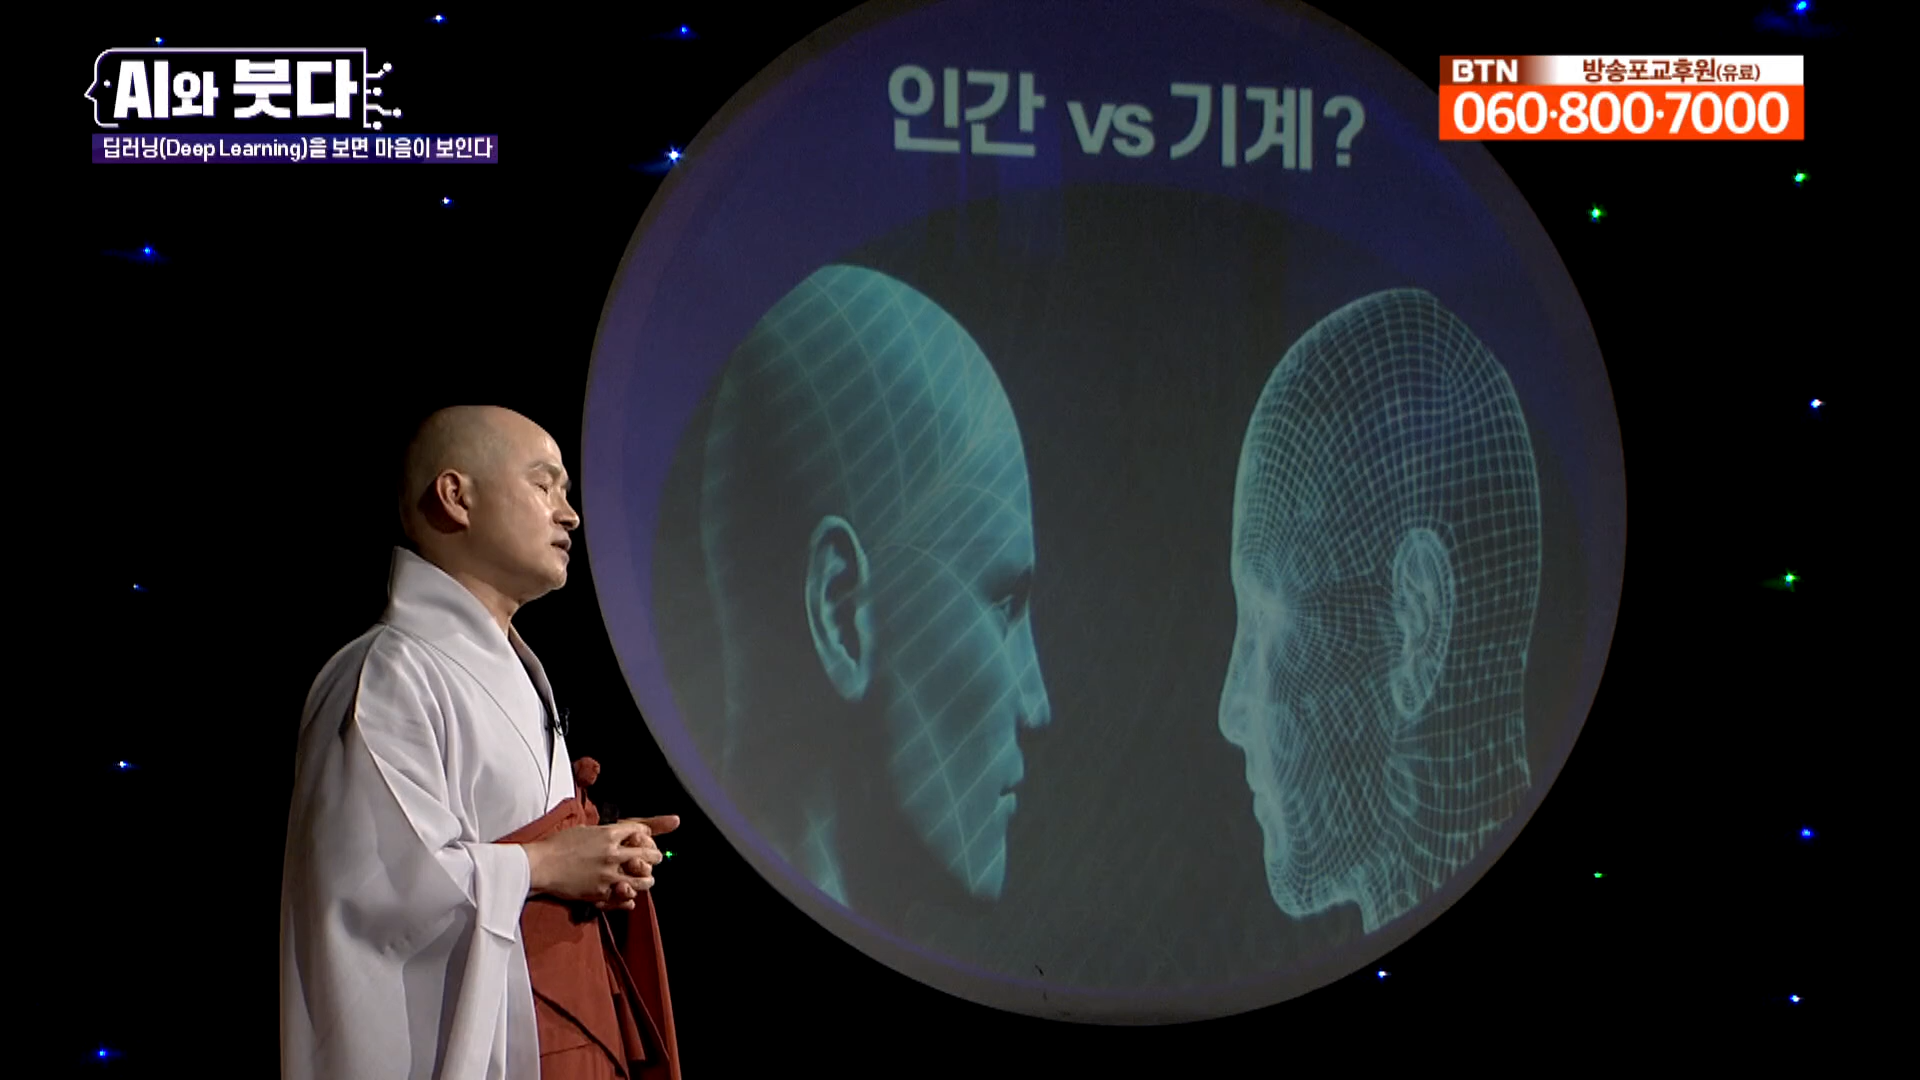 AI와 붓다
딥러닝(Deep Learning)을 보면 마음이 보인다
인간 vs 기계?
BTN 방송포교후원(유료)
060·800·7000